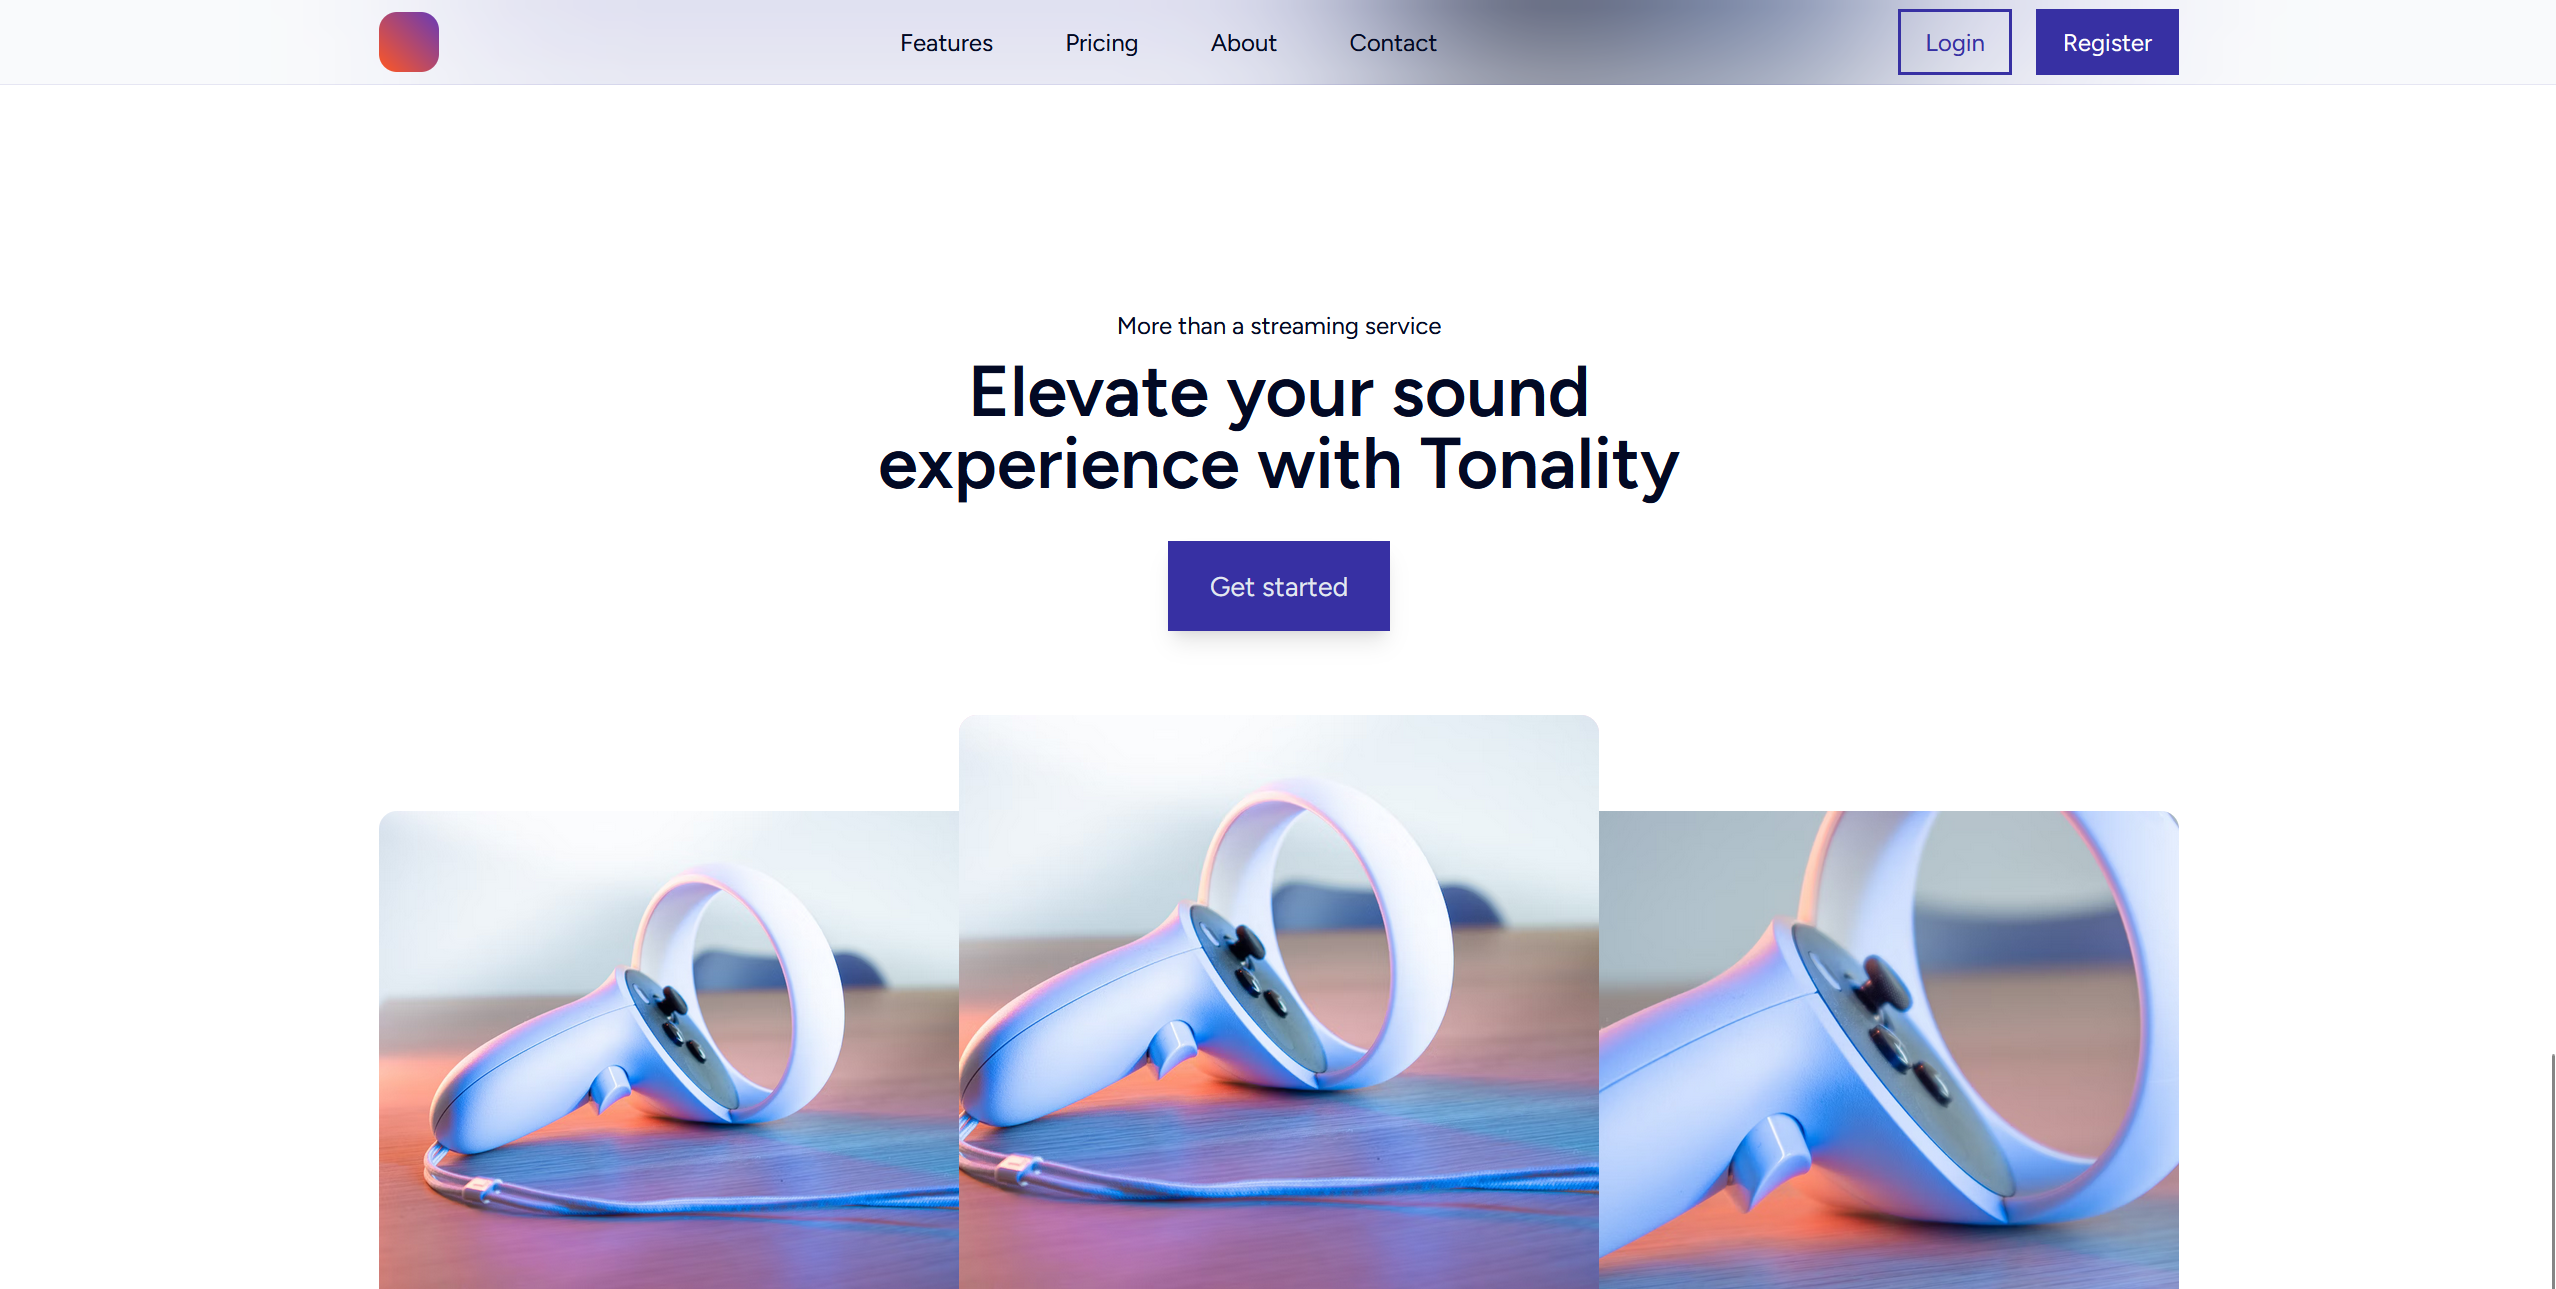 Features
Pricing
About
Contact
Login
Register
More than a streaming service
Elevate your sound
experience with Tonality
Get started